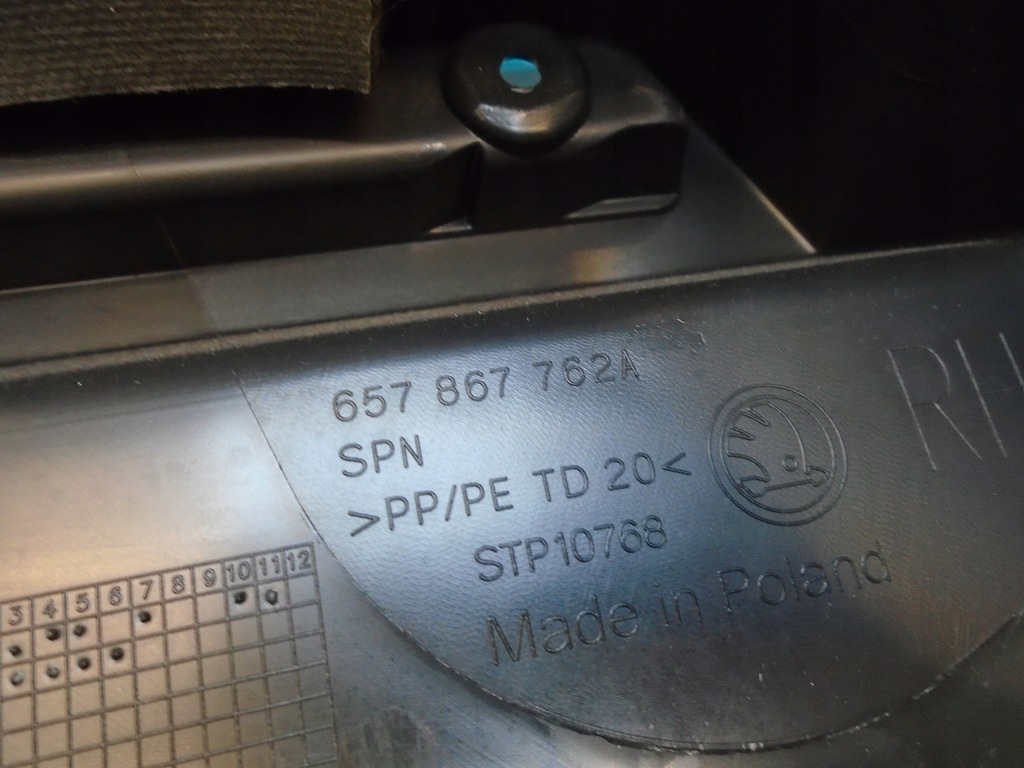 657 867 762A
SPN
>PP/PE TD 20<
STP10768
Made in Poland
RH
3 4 5 6 7 8 9 10 11 12